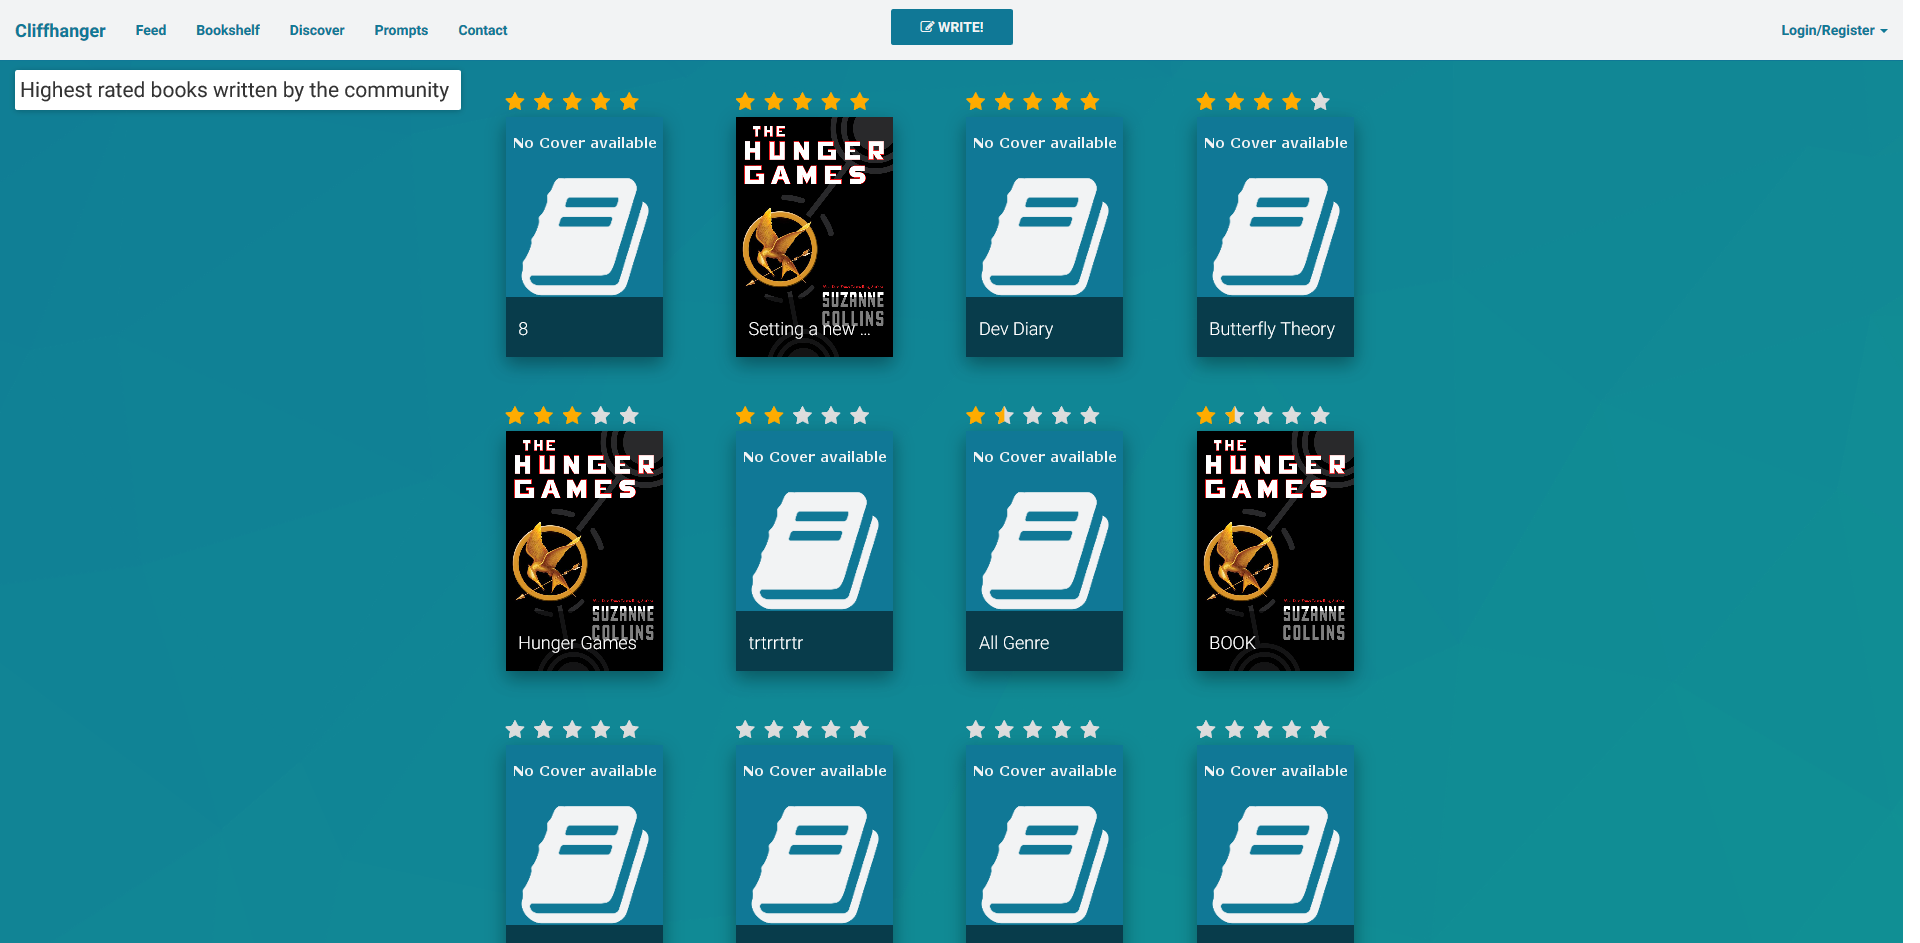 Cliffhanger Feed Bookshelf Discover Prompts Contact WRITE! Login/Register
Highest rated books written by the community
No Cover available
8
THE
HUNGER
GAMES
SUZANNE
COLLINS
Setting a new ...
No Cover available
Dev Diary
No Cover available
Butterfly Theory
THE
HUNGER
GAMES
SUZANNE
COLLINS
Hunger Games
No Cover available
trtrrtrtr
No Cover available
All Genre
THE
HUNGER
GAMES
SUZANNE
COLLINS
BOOK
No Cover available
No Cover available
No Cover available
No Cover available